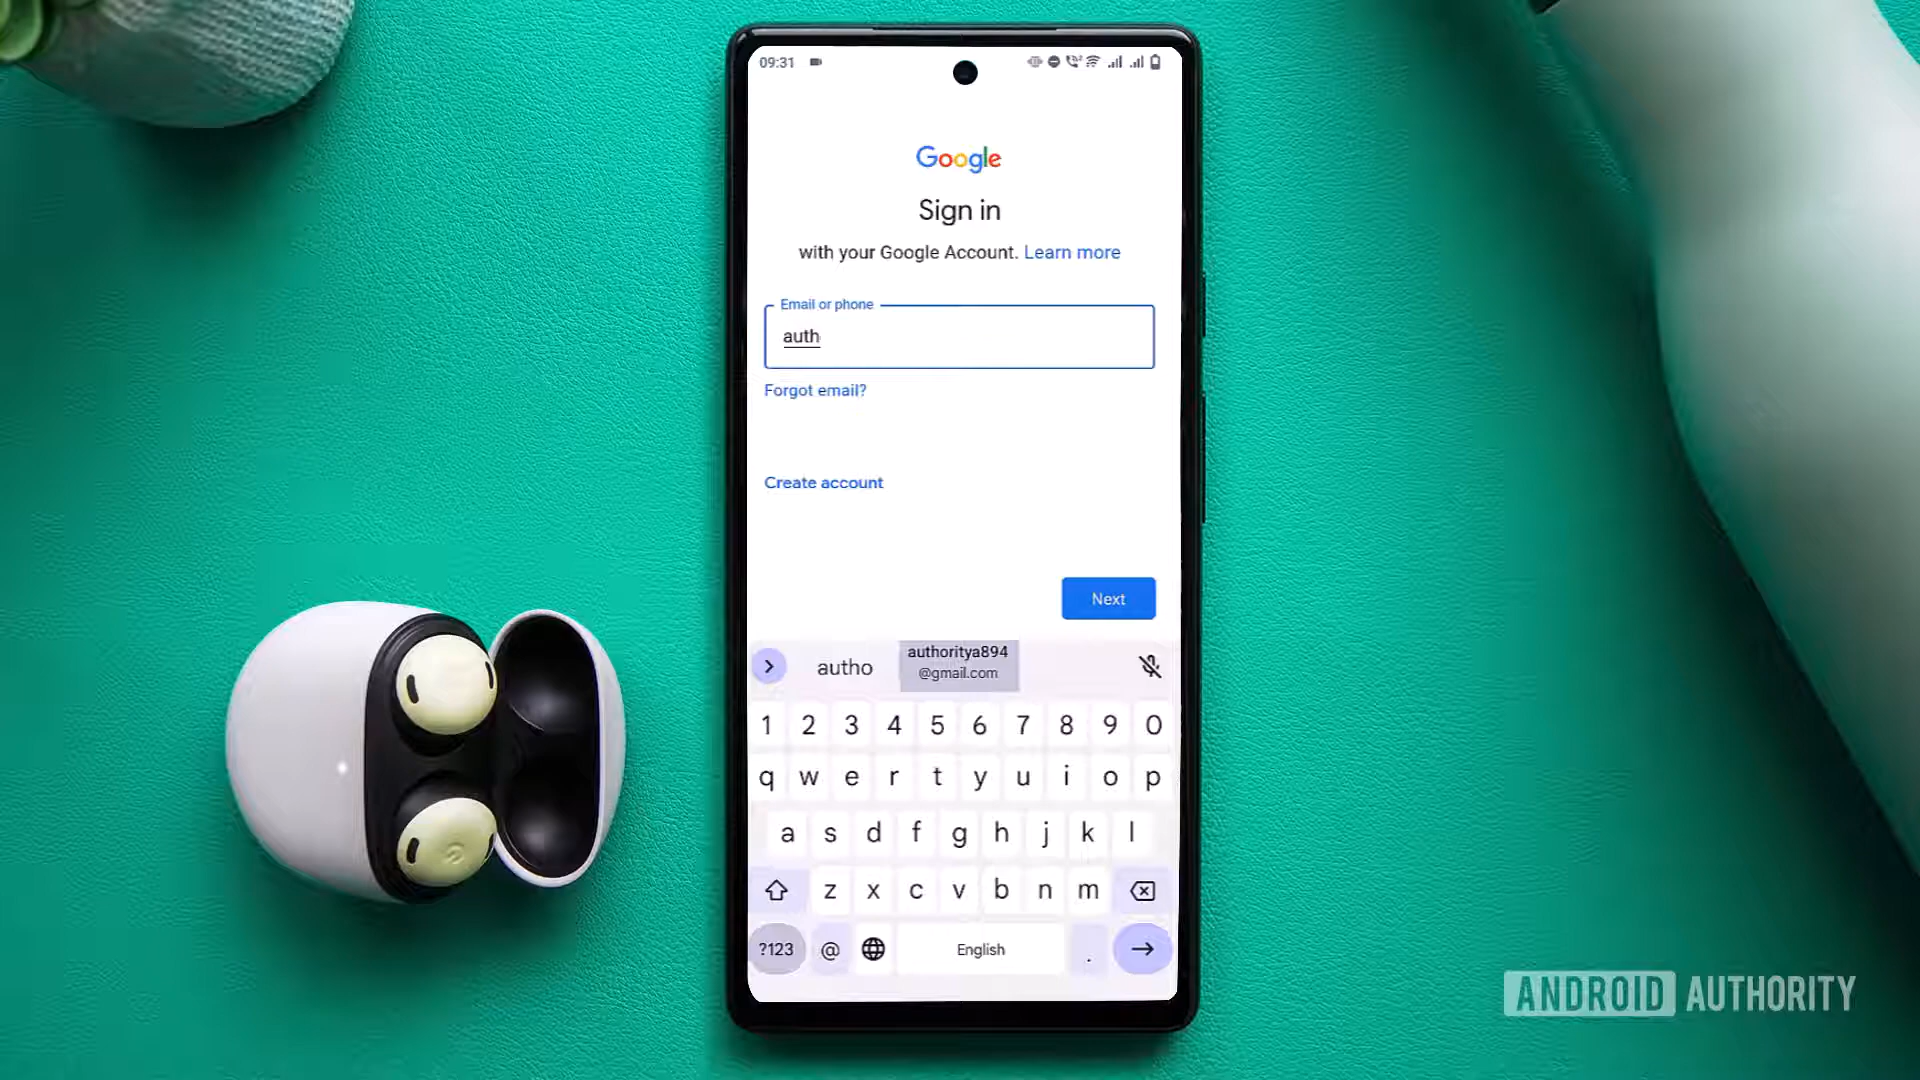 09:31
Google
Sign in
with your Google Account. Learn more
Email or phone
auth
Forgot email?
Create account
Next
autho
authoritya894
@gmail.com
1 2 3 4 5 6 7 8 9 0
q w e r t y u i o p
a s d f g h j k l
z x c v b n m
?123 @ English .
ANDROID AUTHORITY